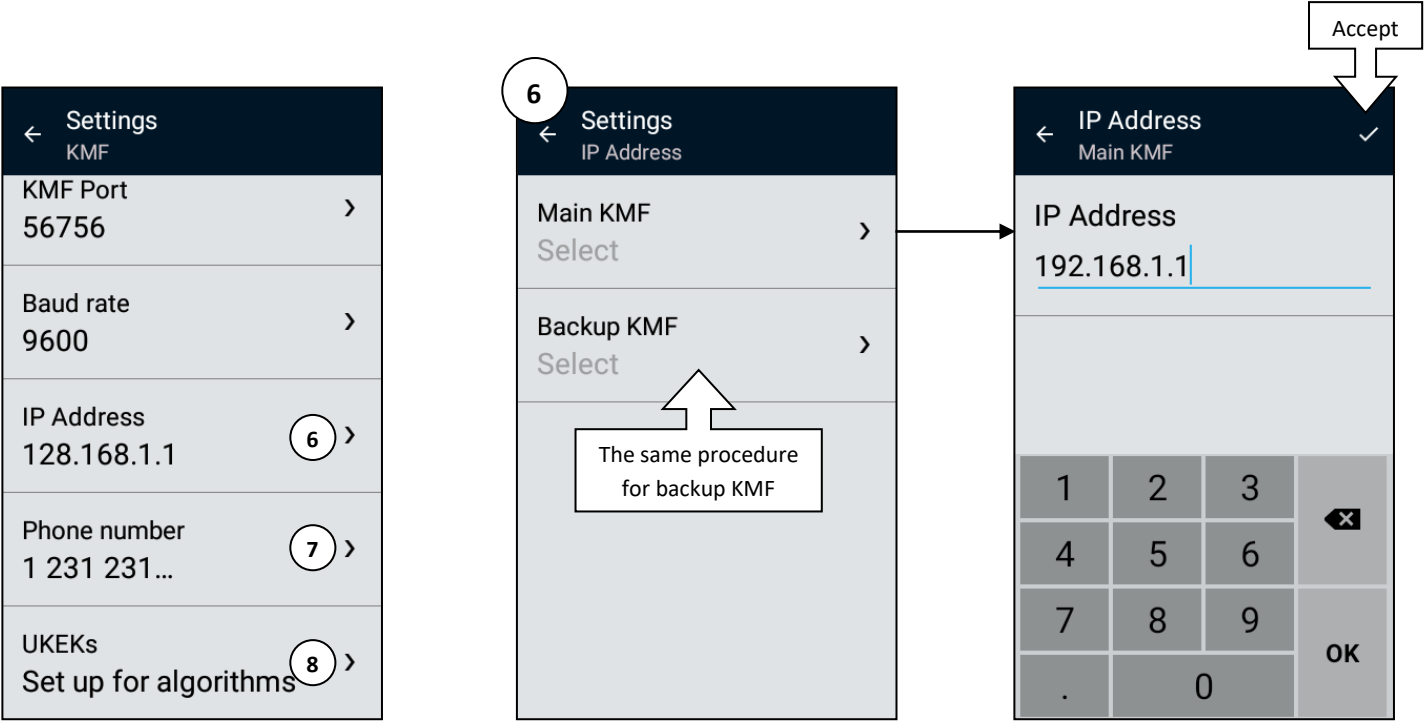 Accept
Settings
KMF
KMF Port
56756
Baud rate
9600
IP Address
128.168.1.1
6
Phone number
1 231 231...
7
UKEKs
Set up for algorithms
8
6
Settings
IP Address
Main KMF
Select
Backup KMF
Select
The same procedure
for backup KMF
IP Address
Main KMF
IP Address
192.168.1.1
1 2 3
4 5 6
7 8 9
OK
. 0